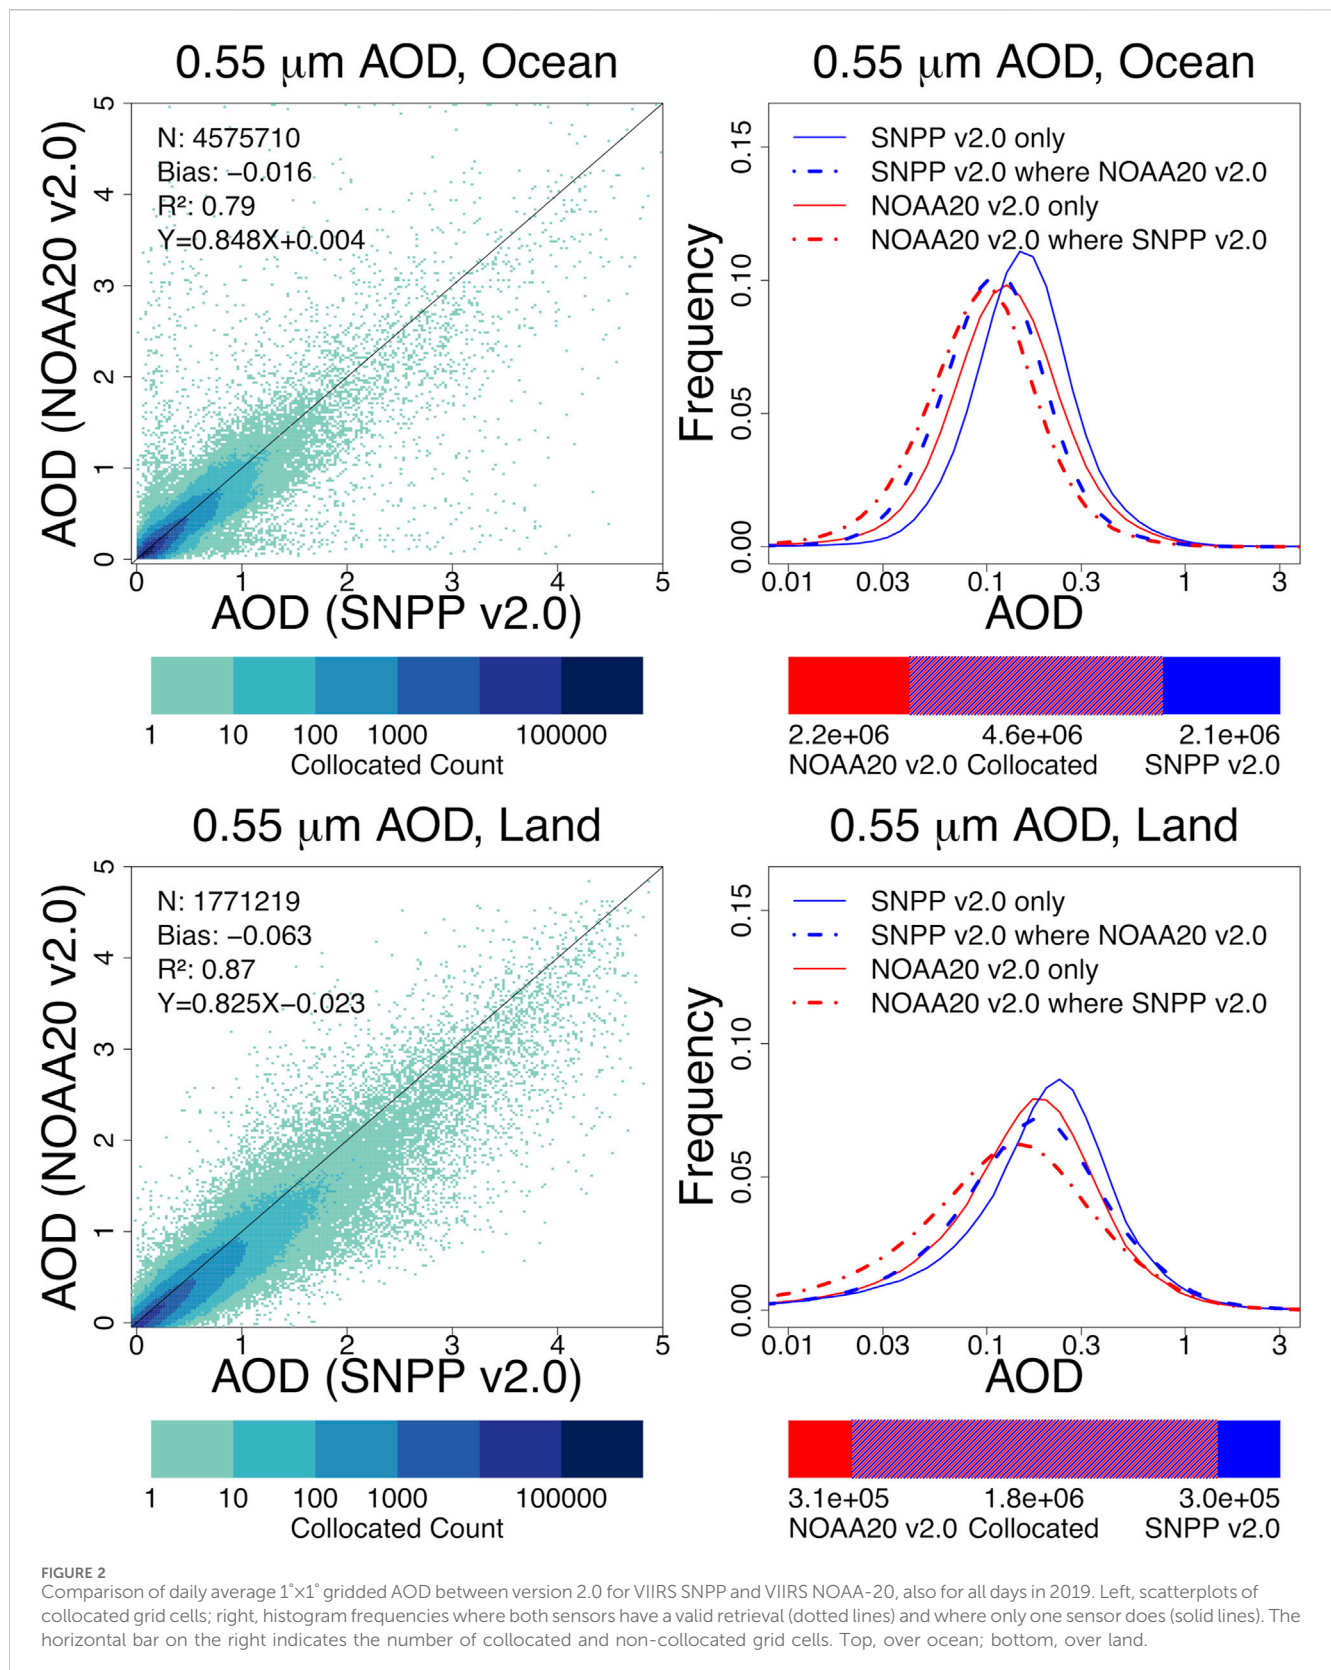 0.55 μm AOD, Ocean
AOD (NOAA20 v2.0)
5
4
3
2
1
0
N: 4575710
Bias: −0.016
R²: 0.79
Y=0.848X+0.004
0 1 2 3 4 5
AOD (SNPP v2.0)
1 10 100 1000 100000
Collocated Count
0.55 μm AOD, Ocean
Frequency
0.15
0.10
0.05
0.00
SNPP v2.0 only
SNPP v2.0 where NOAA20 v2.0
NOAA20 v2.0 only
NOAA20 v2.0 where SNPP v2.0
0.01 0.03 0.1 0.3 1 3
AOD
2.2e+06 4.6e+06 2.1e+06
NOAA20 v2.0 Collocated SNPP v2.0
0.55 μm AOD, Land
AOD (NOAA20 v2.0)
5
4
3
2
1
0
N: 1771219
Bias: −0.063
R²: 0.87
Y=0.825X−0.023
0 1 2 3 4 5
AOD (SNPP v2.0)
1 10 100 1000 100000
Collocated Count
0.55 μm AOD, Land
Frequency
0.15
0.10
0.05
0.00
SNPP v2.0 only
SNPP v2.0 where NOAA20 v2.0
NOAA20 v2.0 only
NOAA20 v2.0 where SNPP v2.0
0.01 0.03 0.1 0.3 1 3
AOD
3.1e+05 1.8e+06 3.0e+05
NOAA20 v2.0 Collocated SNPP v2.0
FIGURE 2
Comparison of daily average 1°×1° gridded AOD between version 2.0 for VIIRS SNPP and VIIRS NOAA-20, also for all days in 2019. Left, scatterplots of
collocated grid cells; right, histogram frequencies where both sensors have a valid retrieval (dotted lines) and where only one sensor does (solid lines). The
horizontal bar on the right indicates the number of collocated and non-collocated grid cells. Top, over ocean; bottom, over land.